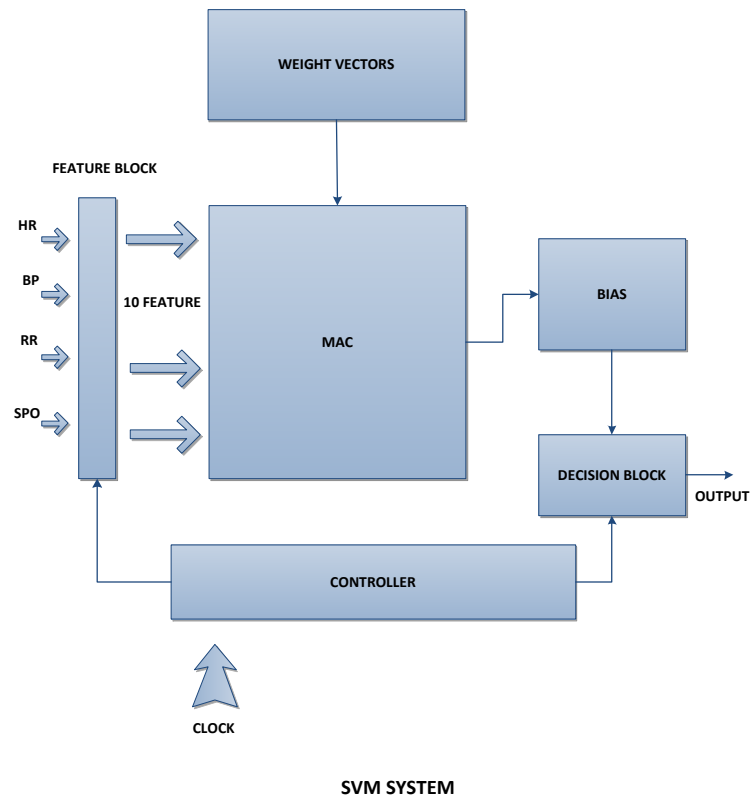 WEIGHT VECTORS
FEATURE BLOCK
HR
BP
RR
SPO
10 FEATURE
MAC
BIAS
DECISION BLOCK
OUTPUT
CONTROLLER
CLOCK
SVM SYSTEM